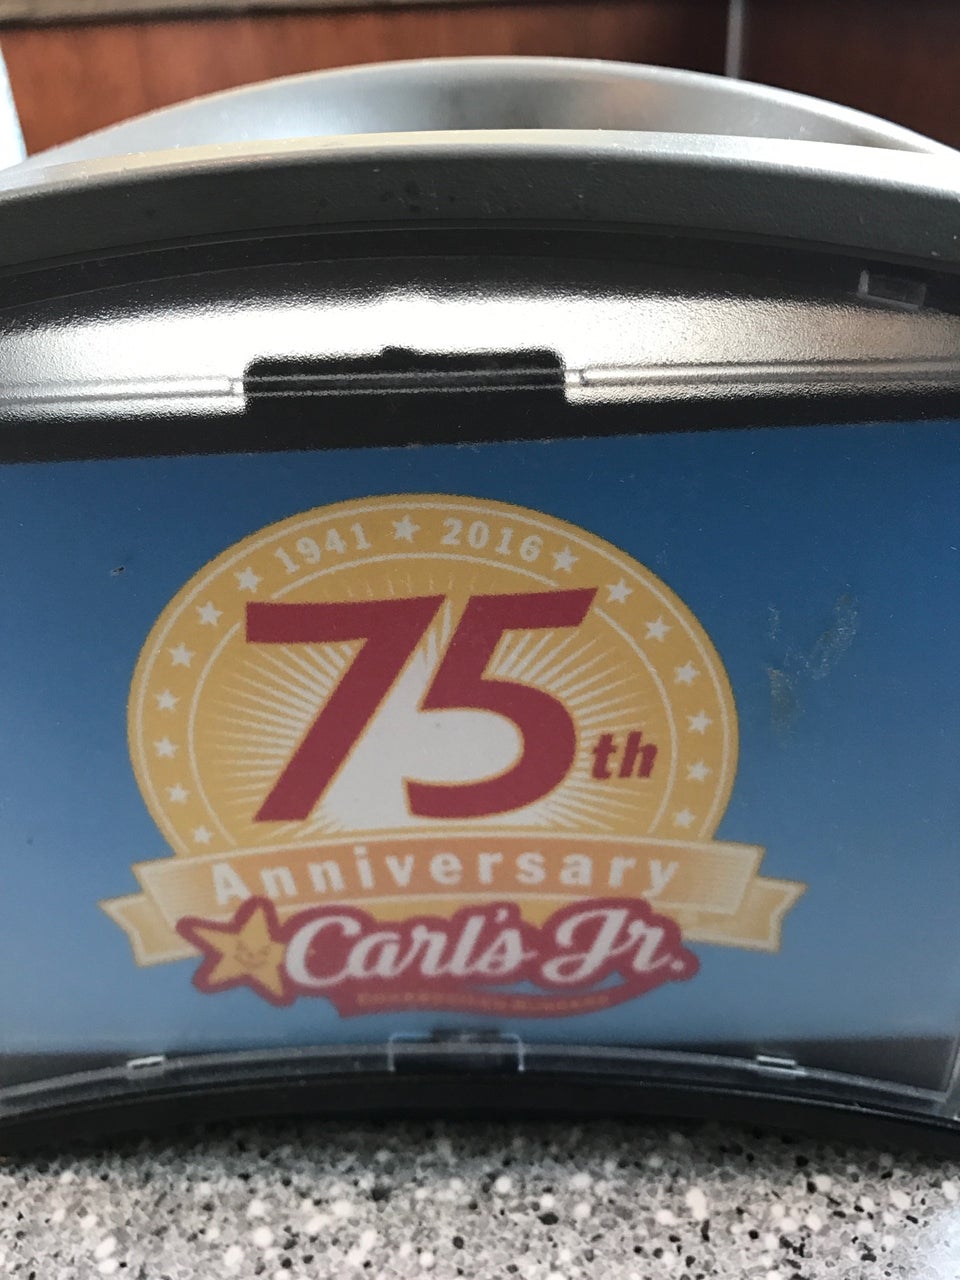 1941 ★ 2016
75th
Anniversary
Carl's Jr.